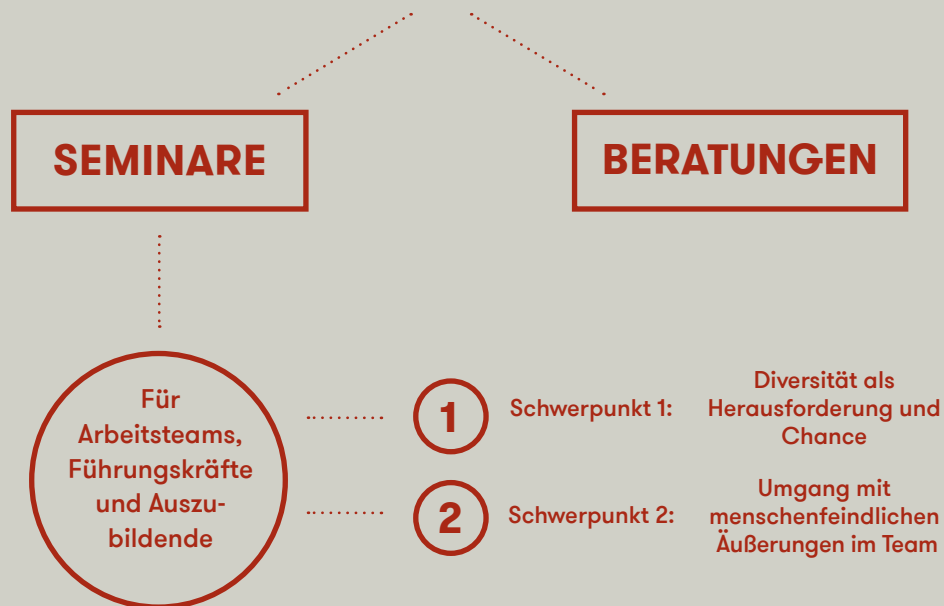 SEMINARE
BERATUNGEN
Für
Arbeitsteams,
Führungskräfte
und Auszu-
bildende
1
Schwerpunkt 1:
Diversität als
Herausforderung und
Chance
2
Schwerpunkt 2:
Umgang mit
menschenfeindlichen
Äußerungen im Team